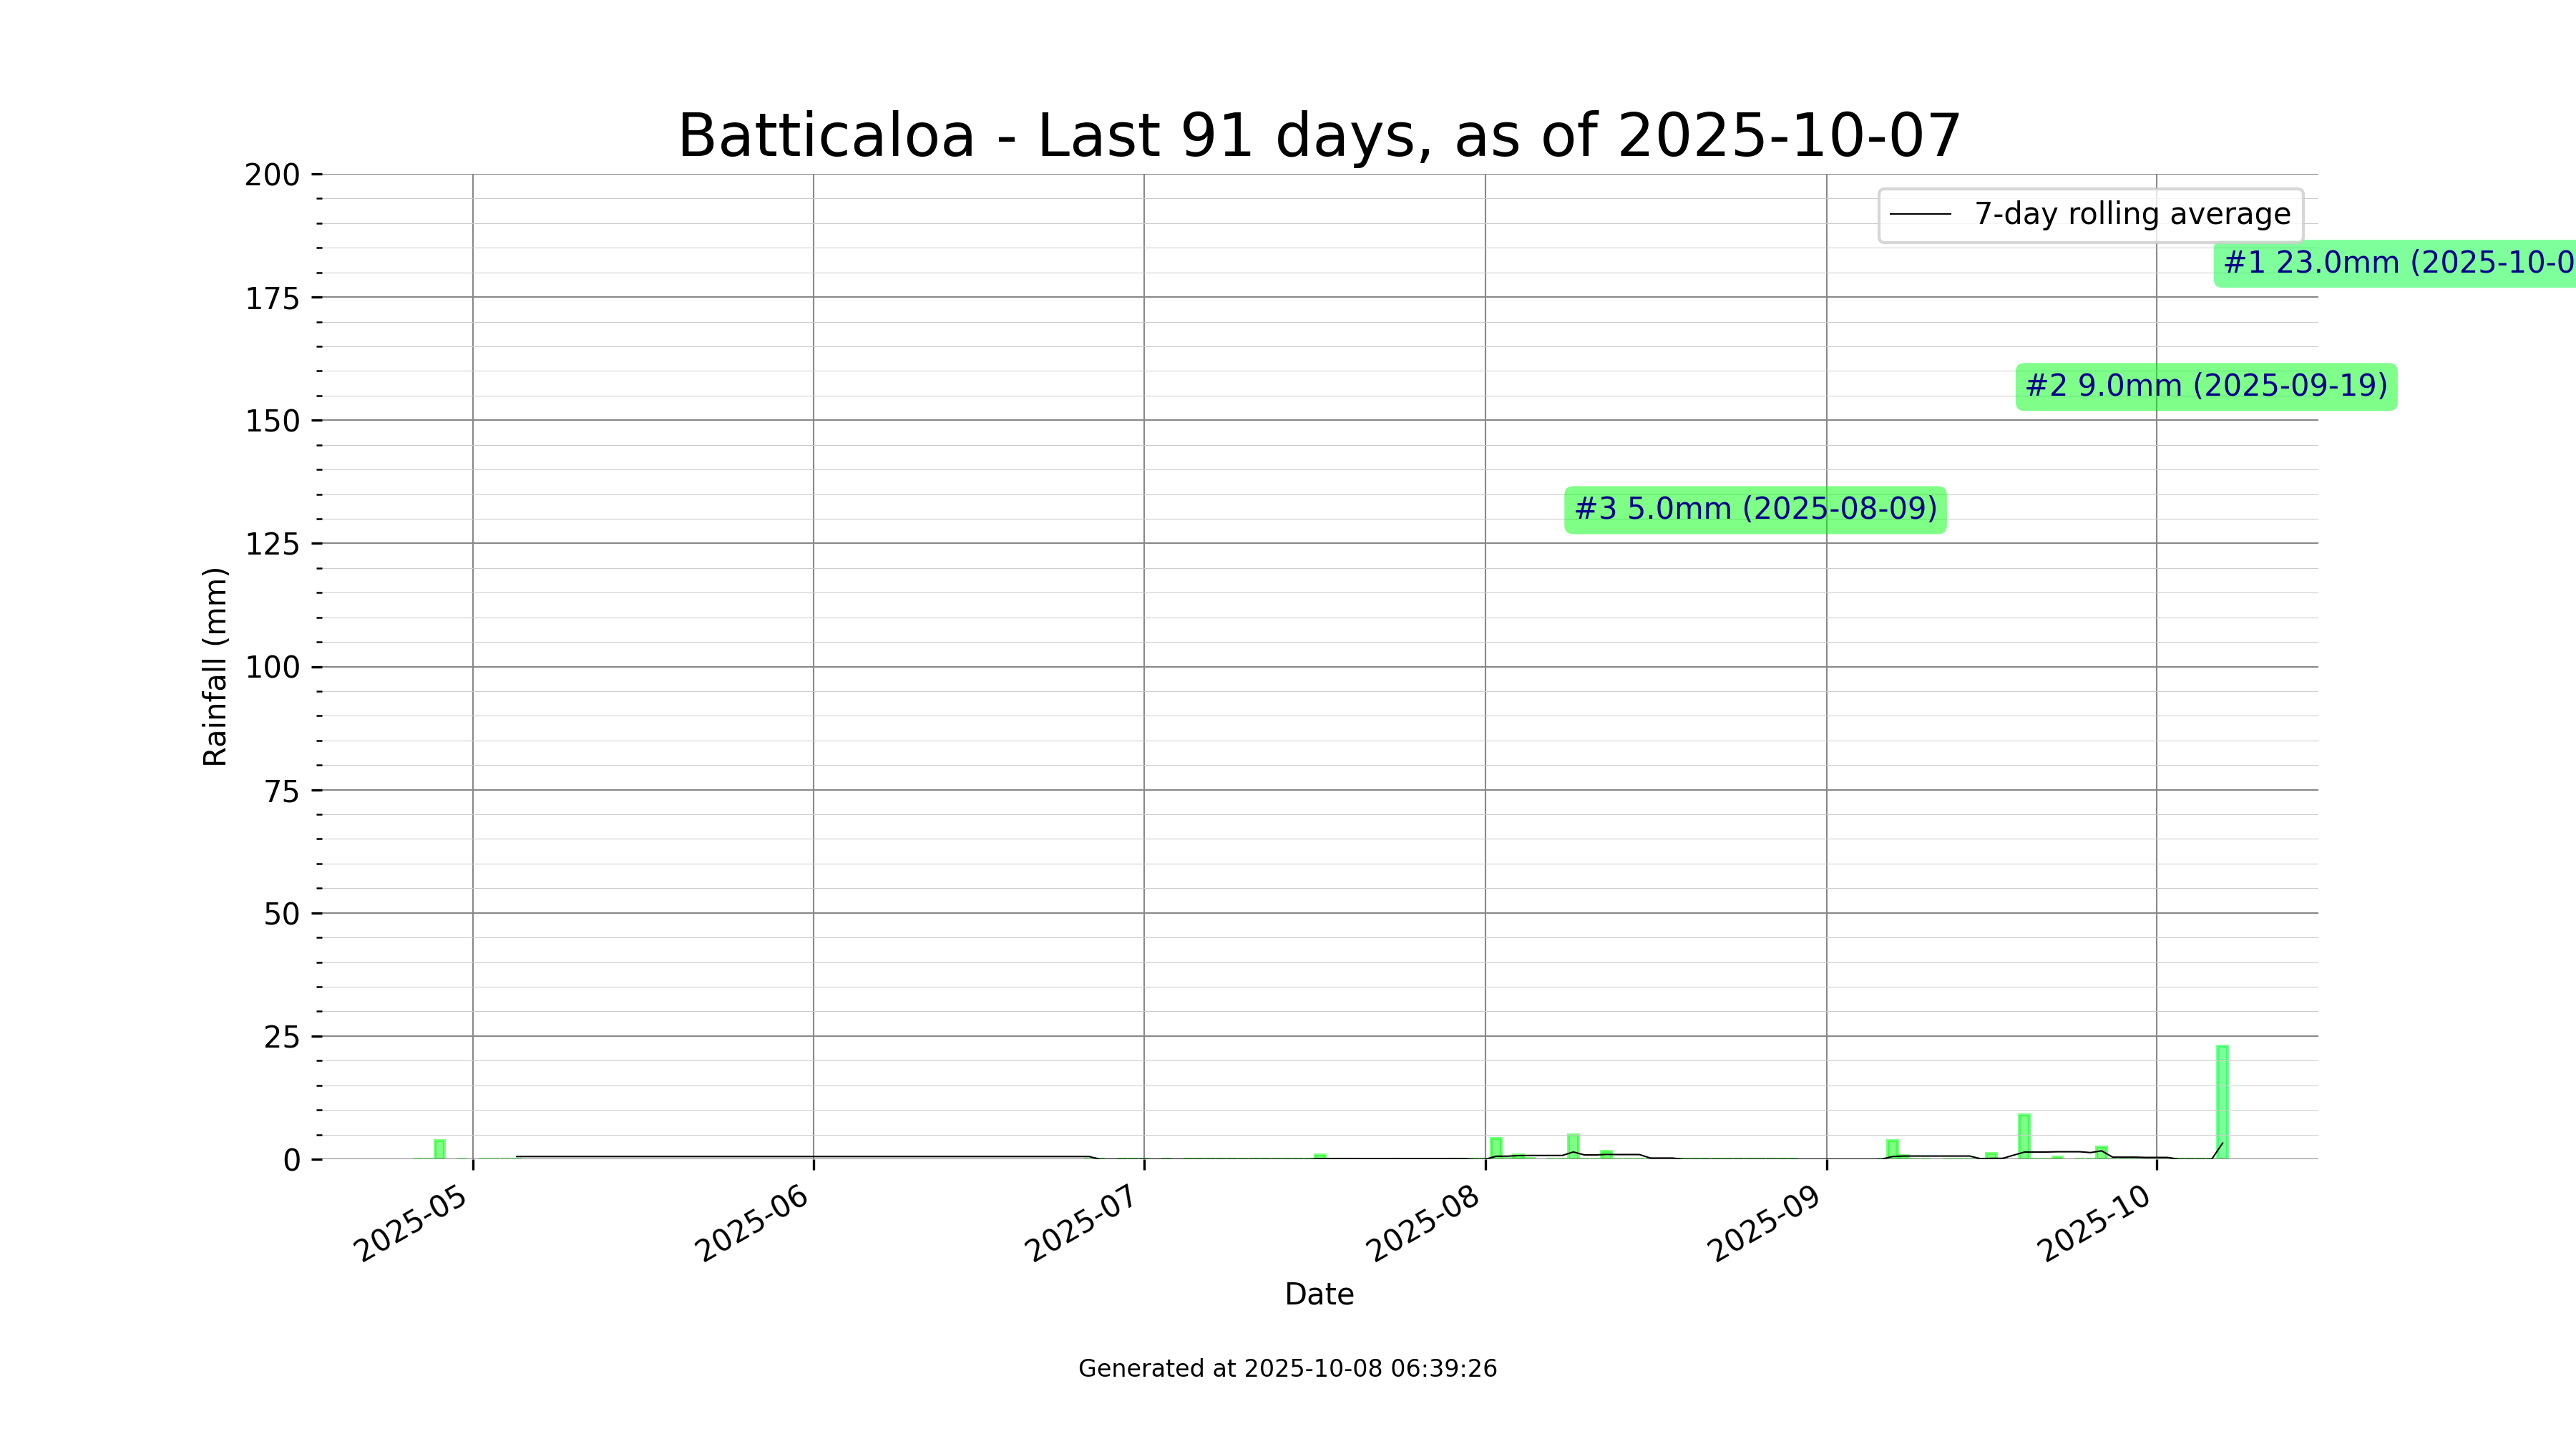 Batticaloa - Last 91 days, as of 2025-10-07
200
175
150
125
100
75
50
25
0
Rainfall (mm)
7-day rolling average
#1 23.0mm (2025-10-0
#2 9.0mm (2025-09-19)
#3 5.0mm (2025-08-09)
2025-05
2025-06
2025-07
2025-08
2025-09
2025-10
Date
Generated at 2025-10-08 06:39:26